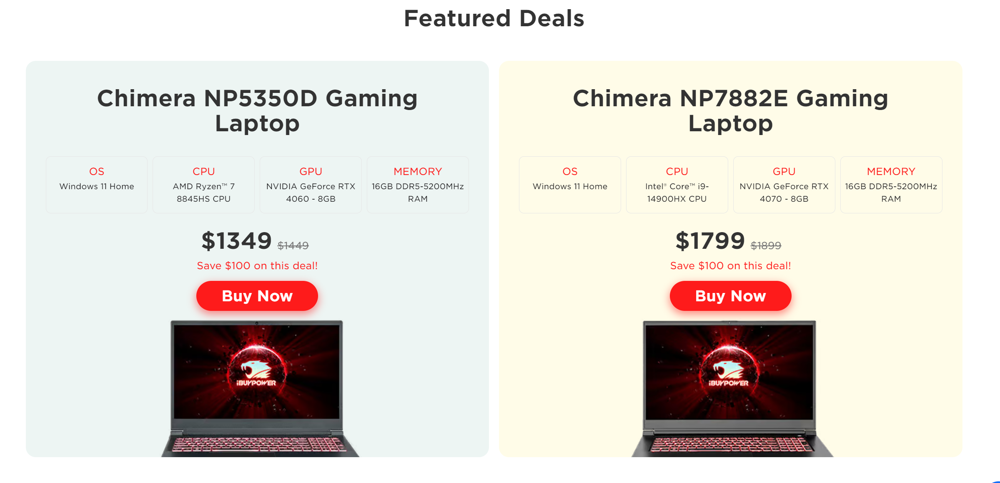 Featured Deals
Chimera NP5350D Gaming
Laptop
OS
Windows 11 Home
CPU
AMD Ryzen™ 7
8845HS CPU
GPU
NVIDIA GeForce RTX
4060 - 8GB
MEMORY
16GB DDR5-5200MHz
RAM
$1349 $1449
Save $100 on this deal!
Buy Now
iBUYPOWER
Chimera NP7882E Gaming
Laptop
OS
Windows 11 Home
CPU
Intel® Core™ i9-
14900HX CPU
GPU
NVIDIA GeForce RTX
4070 - 8GB
MEMORY
16GB DDR5-5200MHz
RAM
$1799 $1899
Save $100 on this deal!
Buy Now
iBUYPOWER